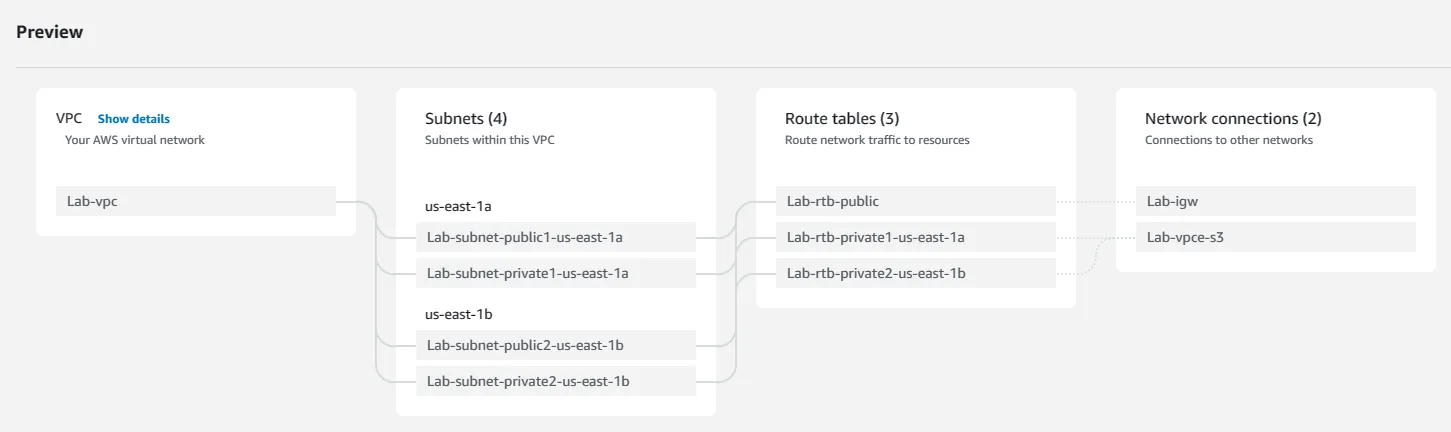 Preview
VPC Show details
Your AWS virtual network
Lab-vpc
Subnets (4)
Subnets within this VPC
us-east-1a
Lab-subnet-public1-us-east-1a
Lab-subnet-private1-us-east-1a
us-east-1b
Lab-subnet-public2-us-east-1b
Lab-subnet-private2-us-east-1b
Route tables (3)
Route network traffic to resources
Lab-rtb-public
Lab-rtb-private1-us-east-1a
Lab-rtb-private2-us-east-1b
Network connections (2)
Connections to other networks
Lab-igw
Lab-vpce-s3